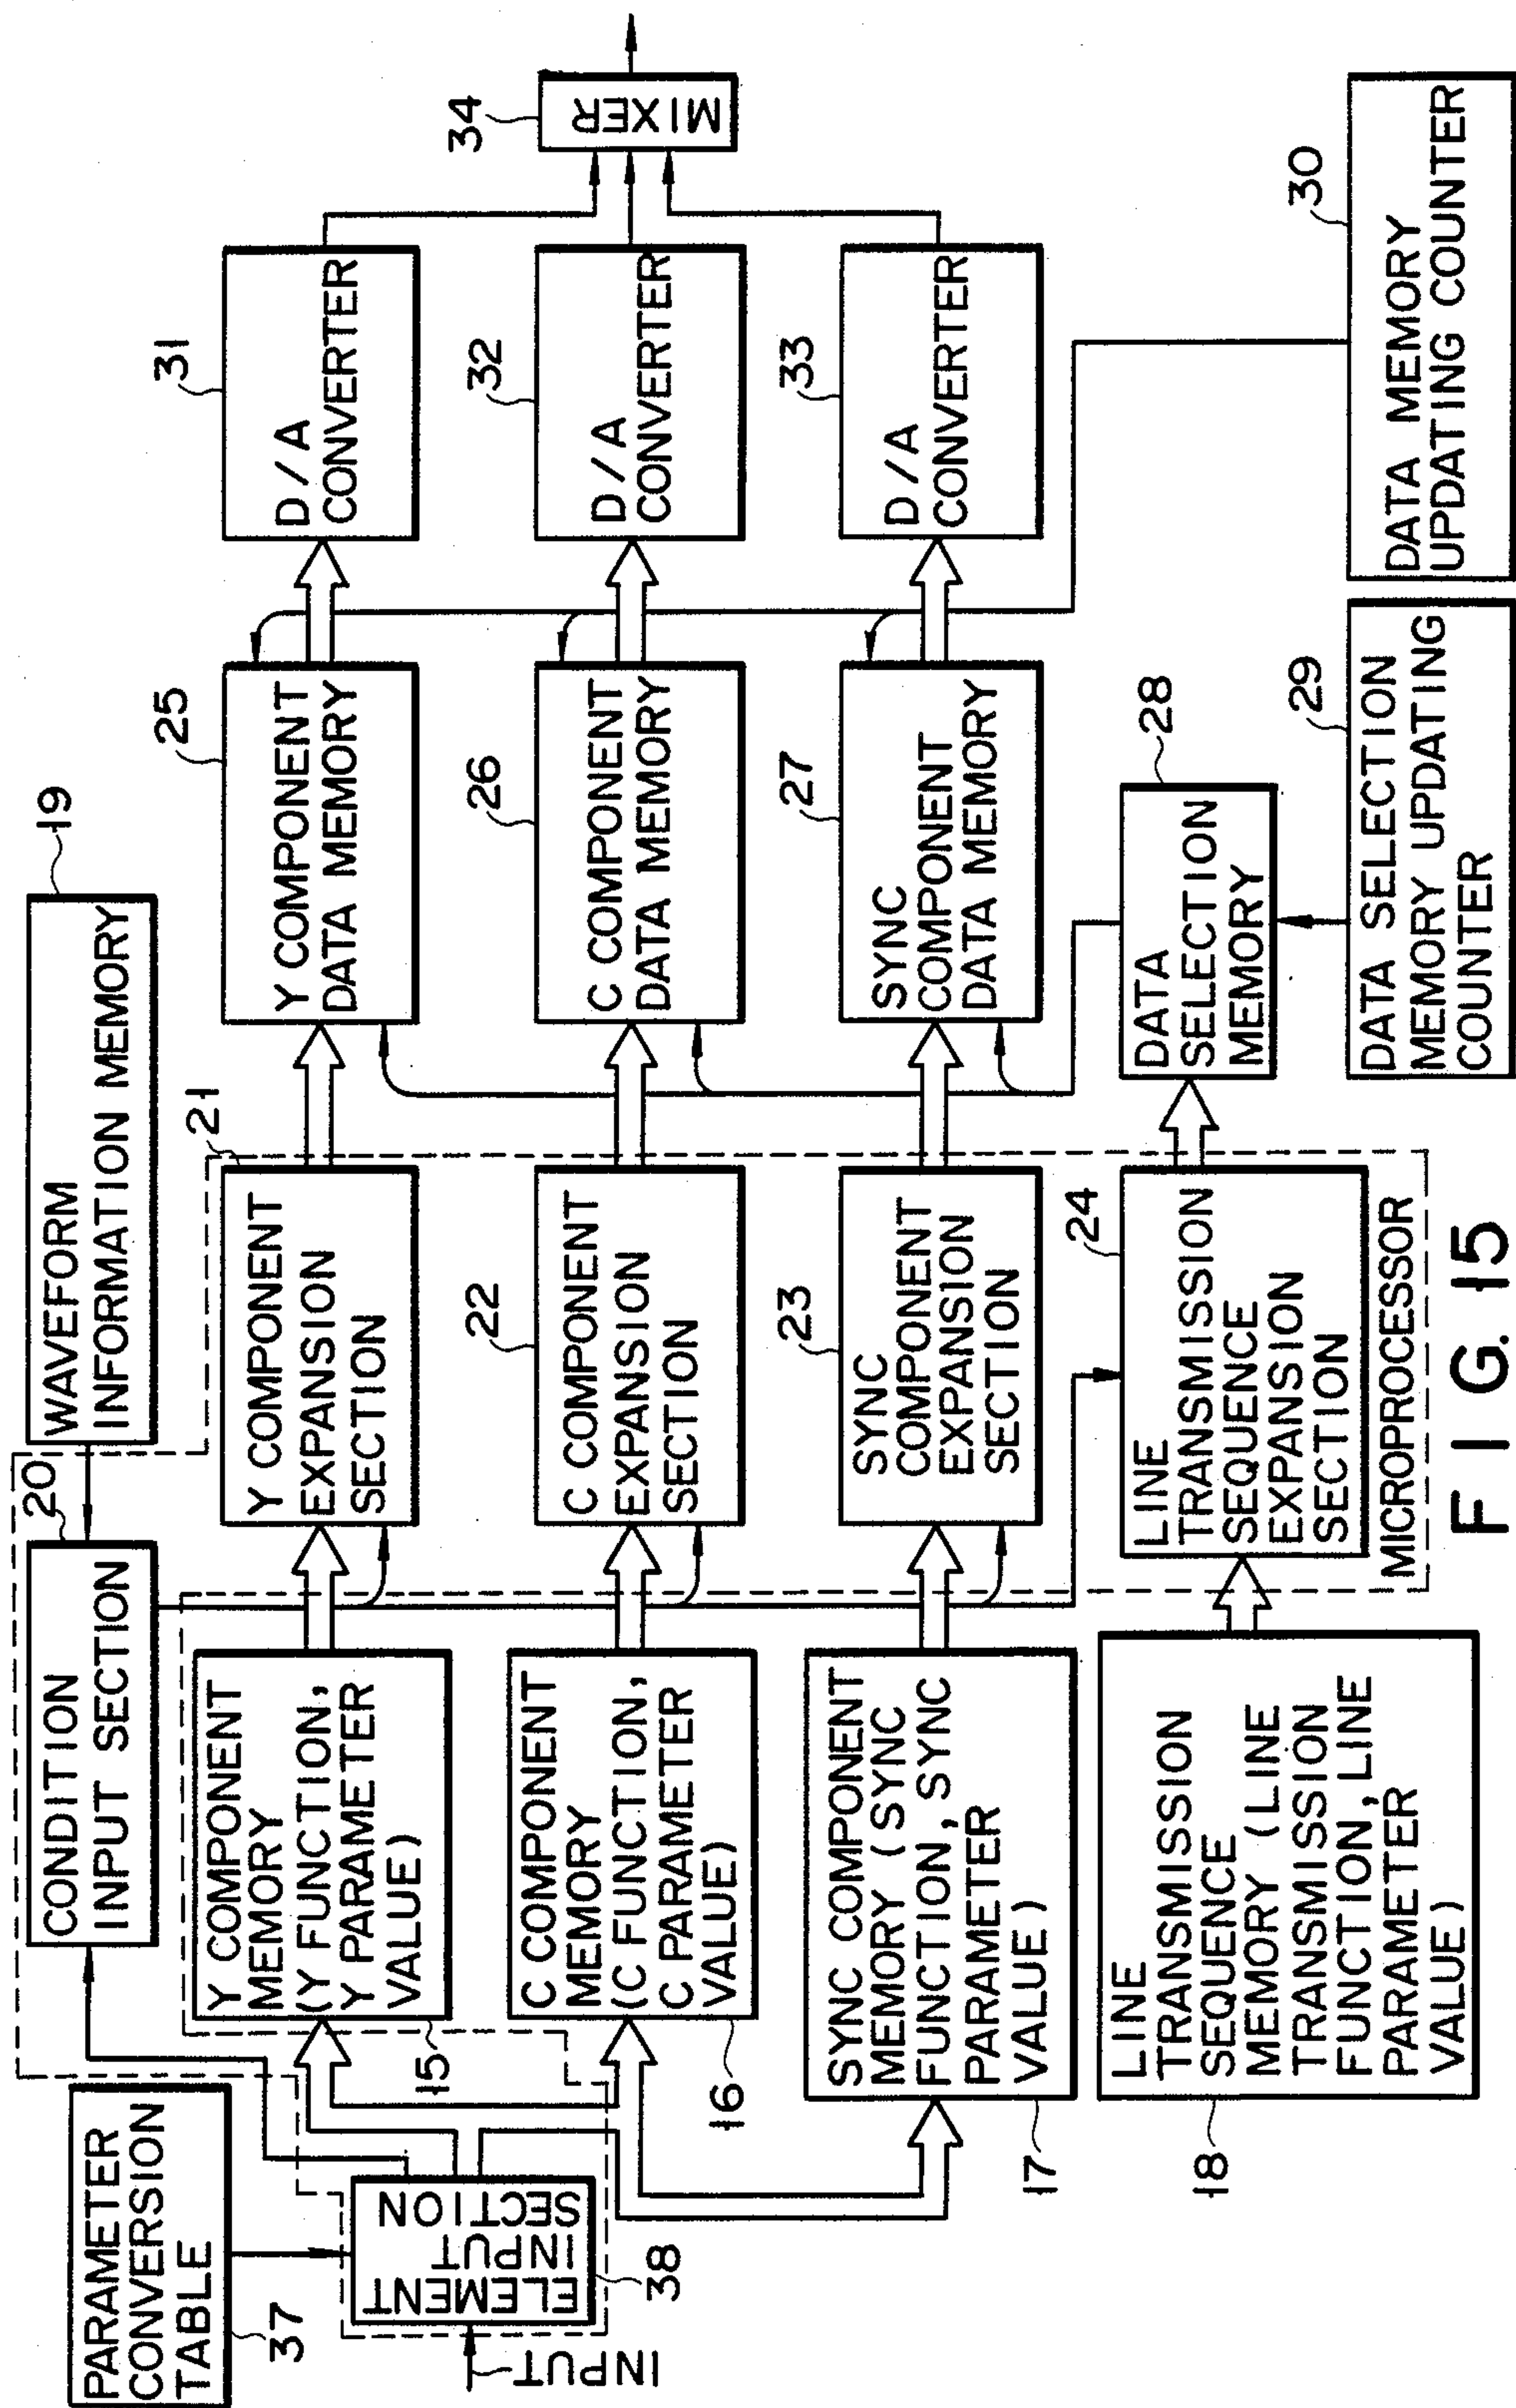 PARAMETER
CONVERSION
TABLE
37
INPUT
ELEMENT
INPUT
SECTION
38
CONDITION
INPUT SECTION
20
WAVEFORM
INFORMATION MEMORY
19
Y COMPONENT
MEMORY
(Y FUNCTION,
Y PARAMETER
VALUE)
15
Y COMPONENT
EXPANSION
SECTION
21
Y COMPONENT
DATA MEMORY
25
D/A
CONVERTER
31
C COMPONENT
MEMORY
(C FUNCTION,
C PARAMETER
VALUE)
16
C COMPONENT
EXPANSION
SECTION
22
C COMPONENT
DATA MEMORY
26
D/A
CONVERTER
32
MIXER
34
SYNC COMPONENT
MEMORY (SYNC
FUNCTION, SYNC
PARAMETER
VALUE)
17
SYNC
COMPONENT
EXPANSION
SECTION
23
SYNC
COMPONENT
DATA MEMORY
27
D/A
CONVERTER
33
LINE
TRANSMISSION
SEQUENCE
MEMORY (LINE
TRANSMISSION
FUNCTION, LINE
PARAMETER
VALUE)
18
LINE
TRANSMISSION
SEQUENCE
EXPANSION
SECTION
24
MICROPROCESSOR
DATA
SELECTION
MEMORY
28
DATA SELECTION
MEMORY UPDATING
COUNTER
29
DATA MEMORY
UPDATING COUNTER
30
FIG. 15